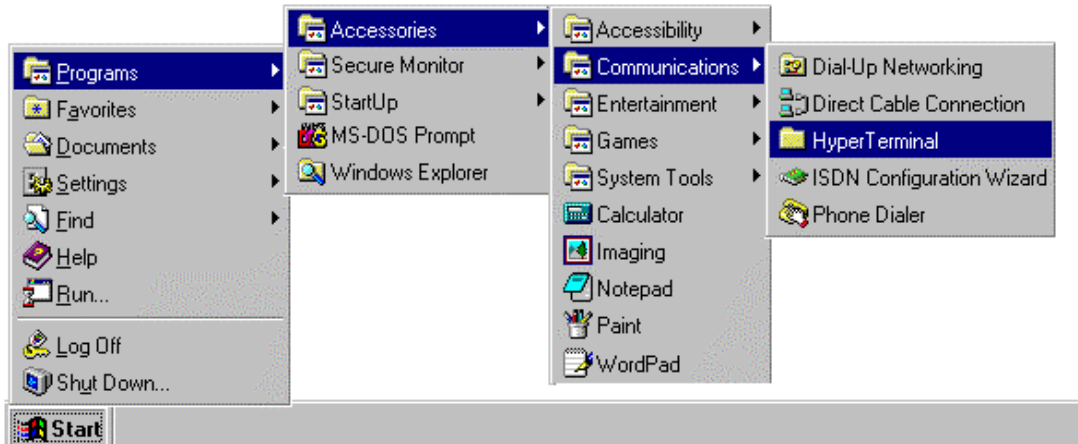 Programs
Favorites
Documents
Settings
Find
Help
Run...
Log Off
Shut Down...
Start
Accessories
Secure Monitor
StartUp
MS-DOS Prompt
Windows Explorer
Accessibility
Communications
Entertainment
Games
System Tools
Calculator
Imaging
Notepad
Paint
WordPad
Dial-Up Networking
Direct Cable Connection
HyperTerminal
ISDN Configuration Wizard
Phone Dialer